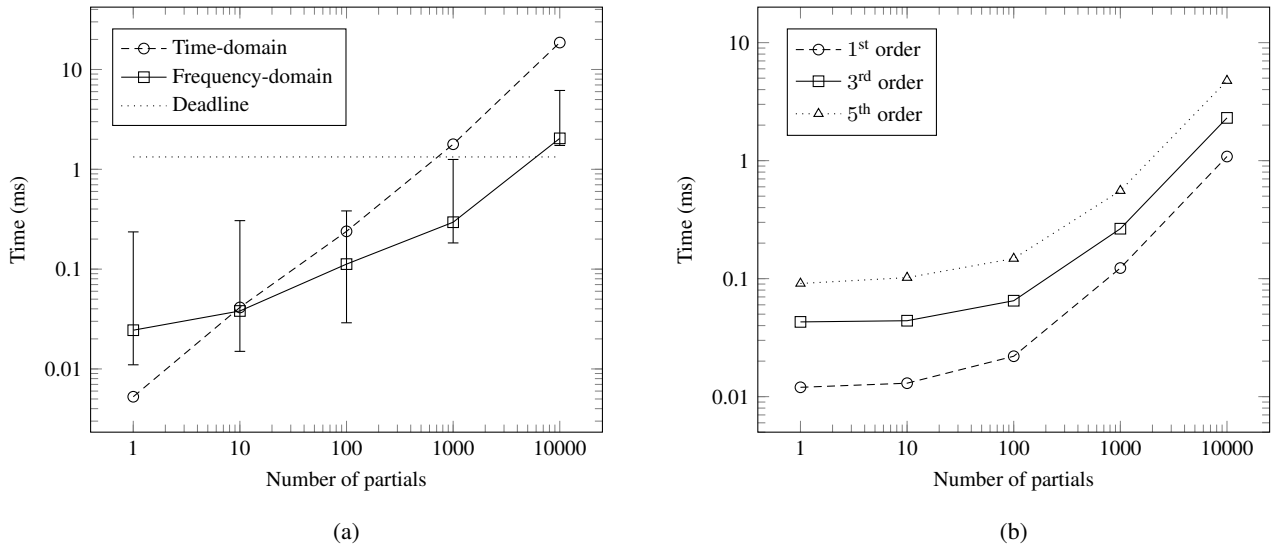 Time-domain
Frequency-domain
Deadline
10
1
0.1
0.01
Time (ms)
1 10 100 1000 10000
Number of partials
(a)
1st order
3rd order
5th order
10
1
0.1
0.01
Time (ms)
1 10 100 1000 10000
Number of partials
(b)